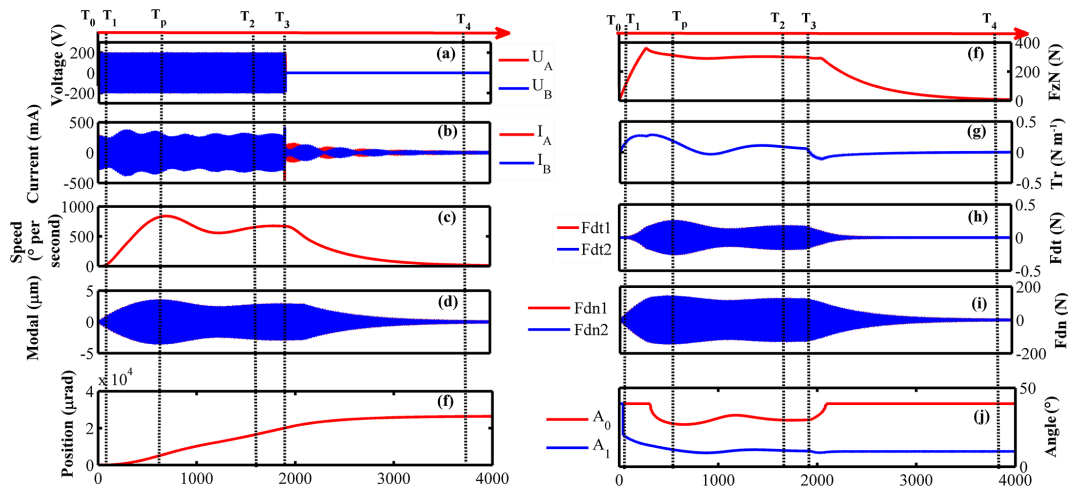 T0 T1 Tp T2 T3 T4
Voltage (V)
200
0
-200
(a)
UA
UB
Current (mA)
500
0
-500
(b)
IA
IB
Speed
(° per
second)
1000
500
0
(c)
Modal (μm)
5
0
-5
(d)
Position (μrad)
x 10^4
4
2
0
(f)
0 1000 2000 3000 4000
T0 T1 Tp T2 T3 T4
(f)
400
200
0
FzN (N)
(g)
0.5
0
-0.5
Tr (N m-1)
Fdt1
Fdt2
(h)
0.5
0
-0.5
Fdt (N)
Fdn1
Fdn2
(i)
200
0
-200
Fdn (N)
A0
A1
(j)
50
0
Angle (°)
0 1000 2000 3000 4000